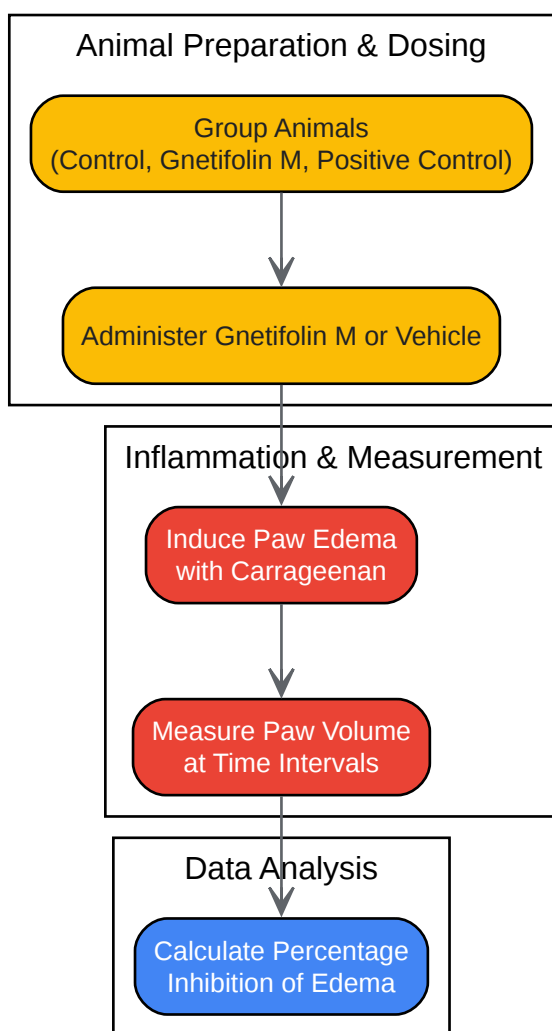 Animal Preparation & Dosing
Group Animals
(Control, Gnetifolin M, Positive Control)
Administer Gnetifolin M or Vehicle
Inflammation & Measurement
Induce Paw Edema
with Carrageenan
Measure Paw Volume
at Time Intervals
Data Analysis
Calculate Percentage
Inhibition of Edema